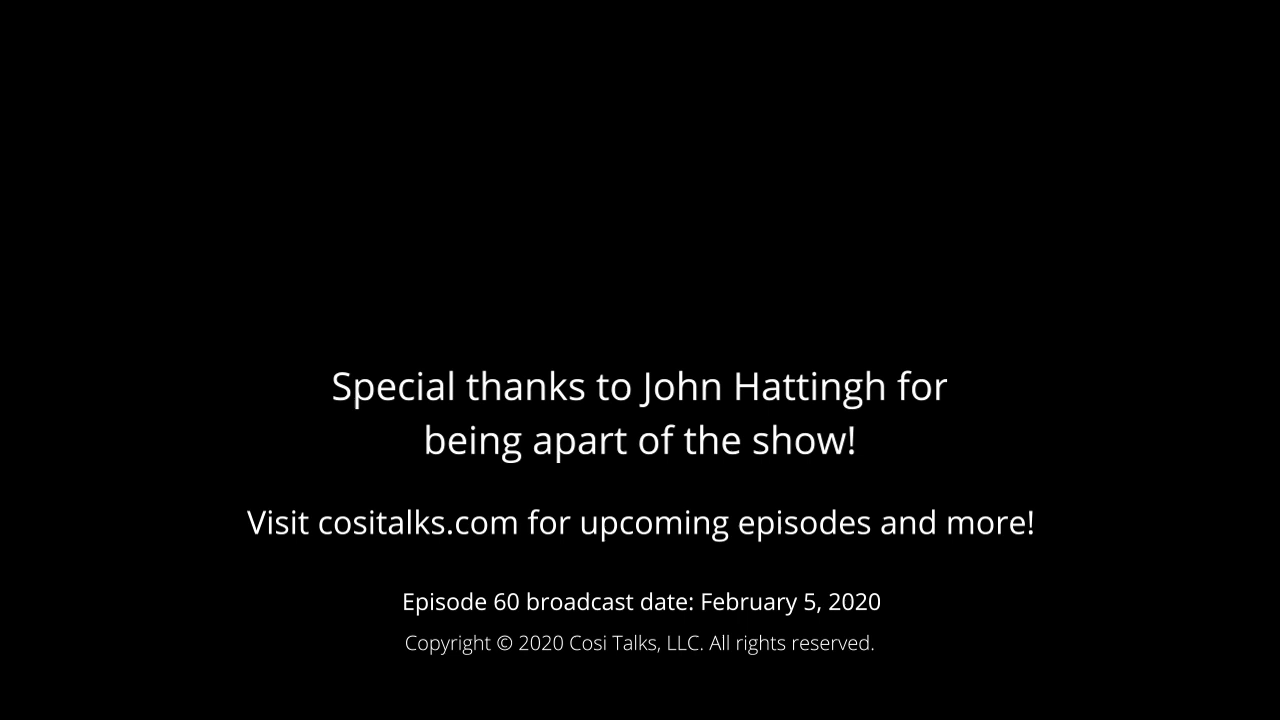 Special thanks to John Hattingh for
being apart of the show!
Visit cositalks.com for upcoming episodes and more!
Episode 60 broadcast date: February 5, 2020
Copyright © 2020 Cosi Talks, LLC. All rights reserved.